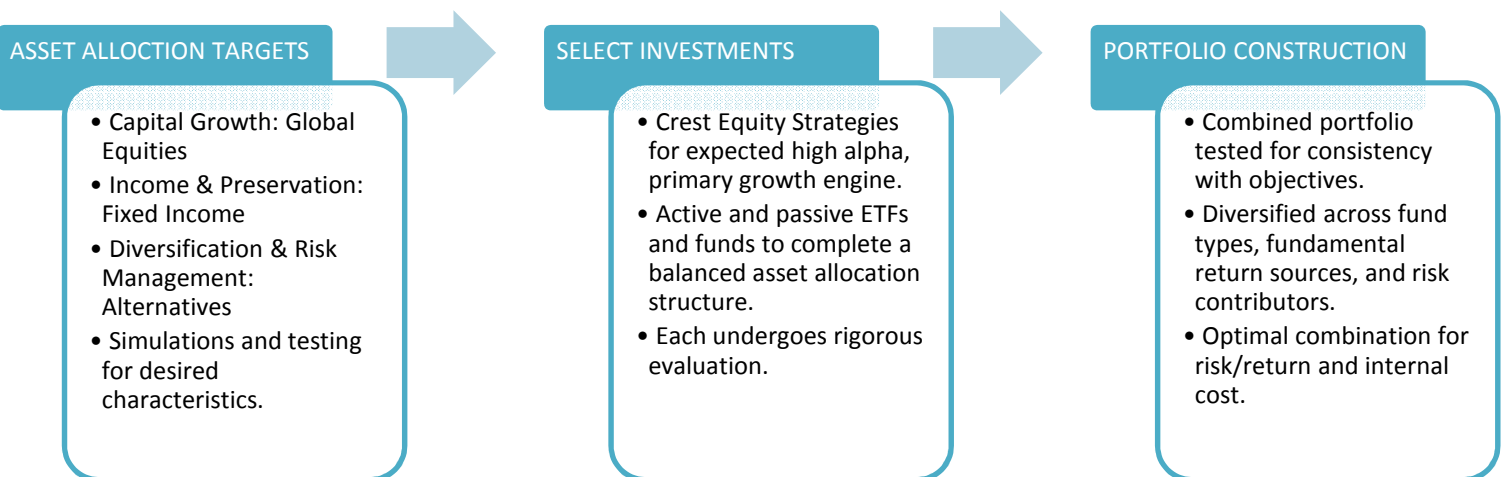 ASSET ALLOCTION TARGETS
• Capital Growth: Global
Equities
• Income & Preservation:
Fixed Income
• Diversification & Risk
Management:
Alternatives
• Simulations and testing
for desired
characteristics.
SELECT INVESTMENTS
• Crest Equity Strategies
for expected high alpha,
primary growth engine.
• Active and passive ETFs
and funds to complete a
balanced asset allocation
structure.
• Each undergoes rigorous
evaluation.
PORTFOLIO CONSTRUCTION
• Combined portfolio
tested for consistency
with objectives.
• Diversified across fund
types, fundamental
return sources, and risk
contributors.
• Optimal combination for
risk/return and internal
cost.